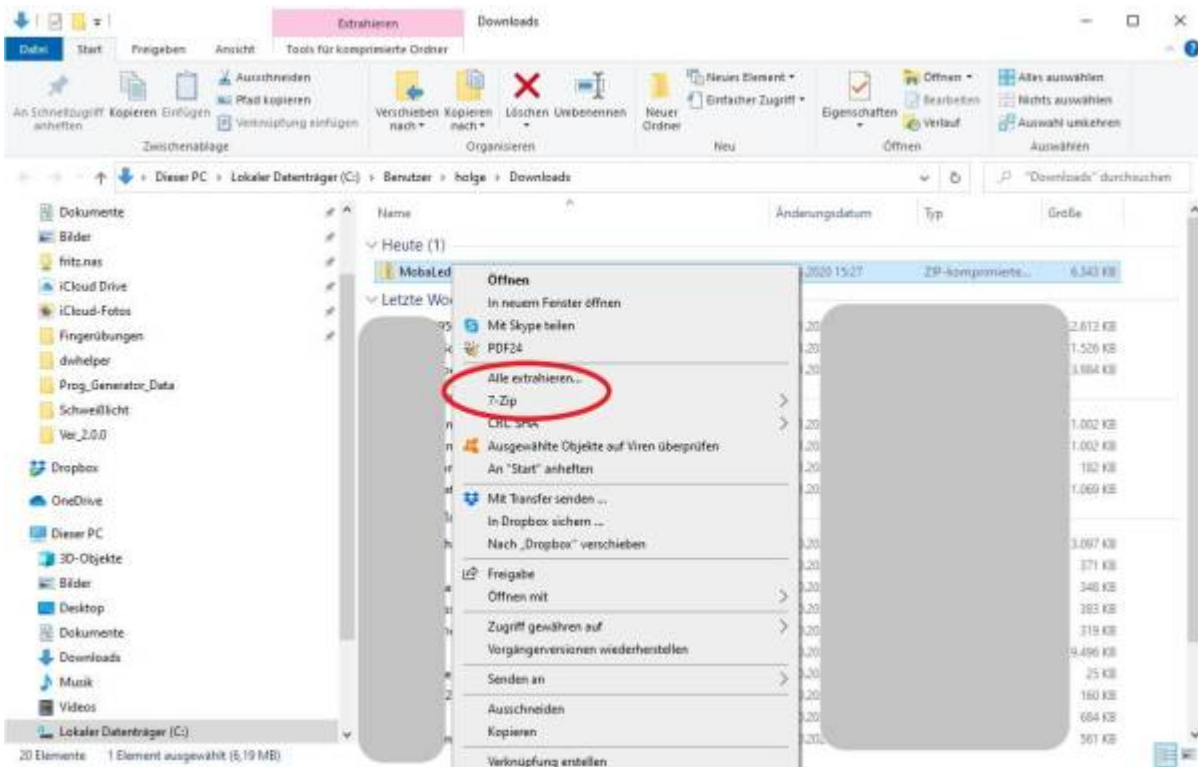 Extrahieren
Downloads
Datei Start Freigeben Ansicht Tools für komprimierte Ordner
An Schnellzugriff anheften
Kopieren
Einfügen
Ausschneiden
Pfad kopieren
Verknüpfung einfügen
Zwischenablage
Verschieben nach
Kopieren nach
Löschen
Umbenennen
Organisieren
Neuer Ordner
Neues Element
Einfacher Zugriff
Neu
Eigenschaften
Öffnen
Bearbeiten
Verlauf
Öffnen
Alles auswählen
Nichts auswählen
Auswahl umkehren
Auswählen
Dieser PC › Lokaler Datenträger (C:) › Benutzer › holge › Downloads
"Downloads" durchsuchen
Dokumente
Bilder
fritz.nas
iCloud Drive
iCloud-Fotos
Fingerübungen
dwhelper
Prog_Generator_Data
Schweißlicht
Ver_2.0.0
Dropbox
OneDrive
Dieser PC
3D-Objekte
Bilder
Desktop
Dokumente
Downloads
Musik
Videos
Lokaler Datenträger (C:)
Name Änderungsdatum Typ Größe
Heute (1)
MobaLed 2020 15:27 ZIP-komprimierte... 6.343 KB
Letzte Wo
Öffnen
In neuem Fenster öffnen
Mit Skype teilen
PDF24
Alle extrahieren...
7-Zip
CRC SHA
Ausgewählte Objekte auf Viren überprüfen
An "Start" anheften
Mit Transfer senden ...
In Dropbox sichern ...
Nach „Dropbox" verschieben
Freigabe
Öffnen mit
Zugriff gewähren auf
Vorgängerversionen wiederherstellen
Senden an
Ausschneiden
Kopieren
Verknüpfung erstellen
2.612 KB
1.526 KB
3.984 KB
1.002 KB
1.002 KB
182 KB
1.069 KB
3.097 KB
371 KB
348 KB
383 KB
319 KB
9.496 KB
25 KB
160 KB
684 KB
561 KB
20 Elemente 1 Element ausgewählt (6,19 MB)